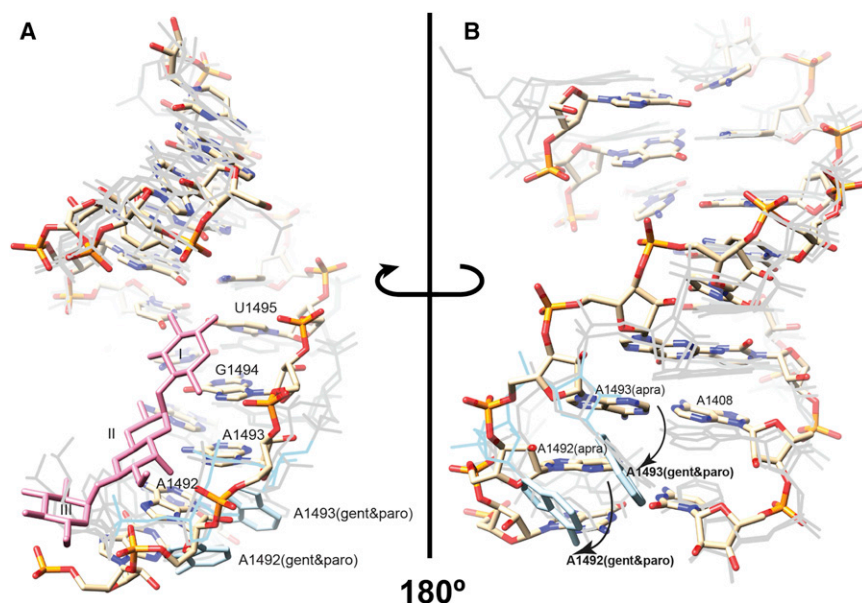 A
B
U1495
I
G1494
II
A1493
A1492
III
A1493(gent&paro)
A1492(gent&paro)
A1493(apra)
A1408
A1492(apra)
A1493(gent&paro)
A1492(gent&paro)
180º